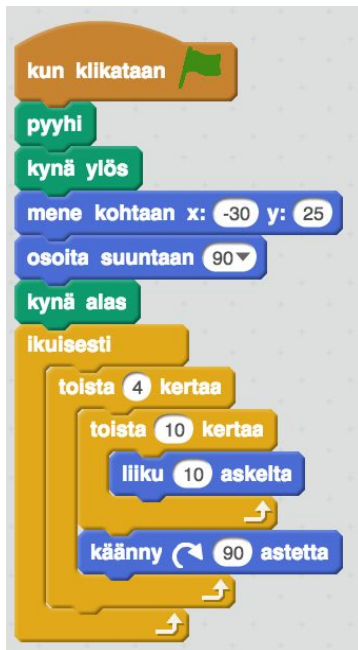 kun klikataan
pyyhi
kynä ylös
mene kohtaan x: -30 y: 25
osoita suuntaan 90
kynä alas
ikuisesti
toista 4 kertaa
toista 10 kertaa
liiku 10 askelta
käänny 90 astetta